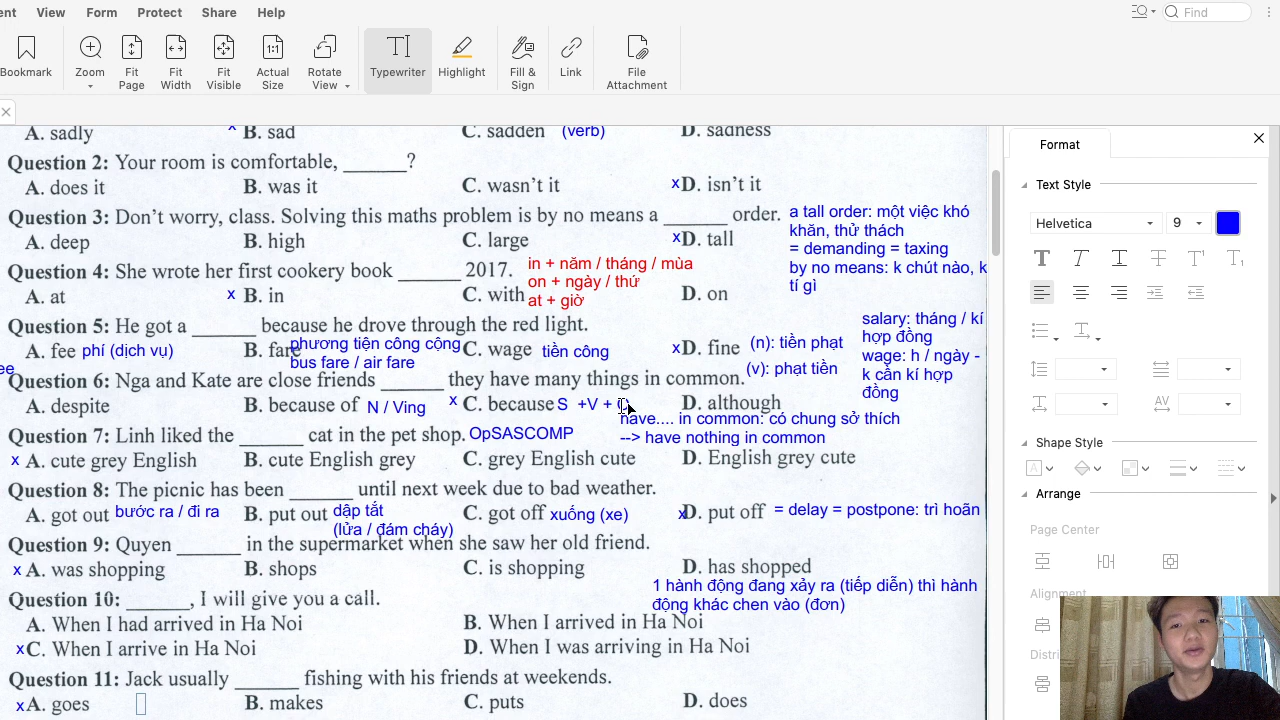 ent View Form Protect Share Help
Find
Bookmark Zoom Fit Page Fit Width Fit Visible Actual Size Rotate View Typewriter Highlight Fill & Sign Link File Attachment
A. sadly x B. sad C. sadden (verb) D. sadness
Question 2: Your room is comfortable, ______?
A. does it B. was it C. wasn't it x D. isn't it
Question 3: Don't worry, class. Solving this maths problem is by no means a ______ order.
A. deep B. high C. large x D. tall
a tall order: một việc khó
khăn, thử thách
= demanding = taxing
by no means: k chút nào, k
tí gì
Question 4: She wrote her first cookery book ______ 2017.
A. at x B. in C. with D. on
in + năm / tháng / mùa
on + ngày / thứ
at + giờ
Question 5: He got a ______ because he drove through the red light.
A. fee phí (dịch vụ) B. fare C. wage tiền công x D. fine (n): tiền phạt
phương tiện công cộng
bus fare / air fare
(v): phạt tiền
salary: tháng / kí
hợp đồng
wage: h / ngày -
k cần kí hợp
đồng
ee
Question 6: Nga and Kate are close friends ______ they have many things in common.
A. despite B. because of N / Ving x C. because S +V + D. although
have.... in common: có chung sở thích
--> have nothing in common
Question 7: Linh liked the ______ cat in the pet shop. OpSASCOMP
x A. cute grey English B. cute English grey C. grey English cute D. English grey cute
Question 8: The picnic has been ______ until next week due to bad weather.
A. got out bước ra / đi ra B. put out dập tắt C. got off xuống (xe) x D. put off = delay = postpone: trì hoãn
(lửa / đám cháy)
Question 9: Quyen ______ in the supermarket when she saw her old friend.
x A. was shopping B. shops C. is shopping D. has shopped
1 hành động đang xảy ra (tiếp diễn) thì hành
động khác chen vào (đơn)
Question 10: ______, I will give you a call.
A. When I had arrived in Ha Noi B. When I arrived in Ha Noi
x C. When I arrive in Ha Noi D. When I was arriving in Ha Noi
Question 11: Jack usually ______ fishing with his friends at weekends.
x A. goes B. makes C. puts D. does
Format
Text Style
Helvetica 9
Shape Style
Arrange
Page Center
Alignment
Distri